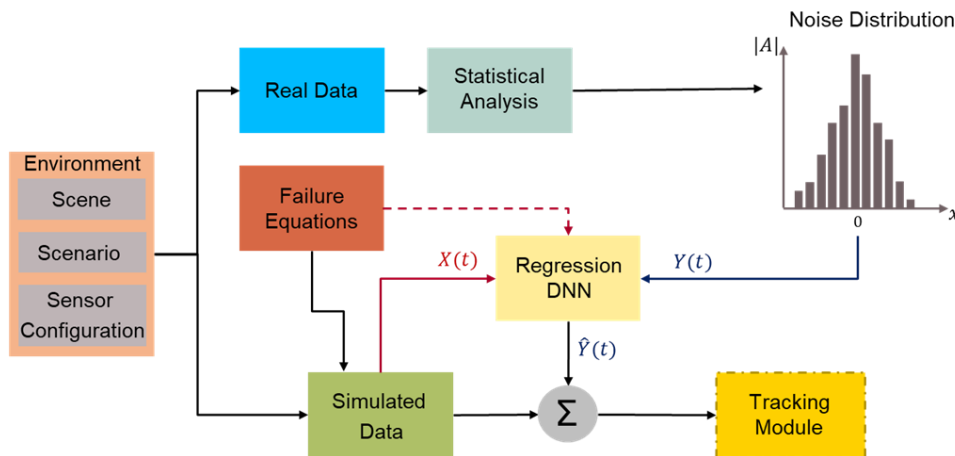 Noise Distribution
|A|
x
0
Real Data
Statistical
Analysis
Environment
Scene
Scenario
Sensor
Configuration
Failure
Equations
X(t)
Regression
DNN
Y(t)
Ŷ(t)
Simulated
Data
Σ
Tracking
Module